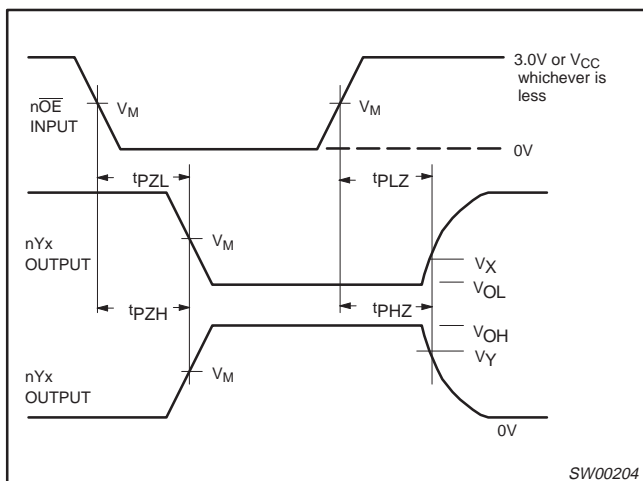 3.0V or VCC
whichever is
less
nOE
INPUT
VM
VM
0V
tPZL
tPLZ
nYx
OUTPUT
VM
VX
VOL
tPZH
tPHZ
VOH
VY
nYx
OUTPUT
VM
0V
SW00204